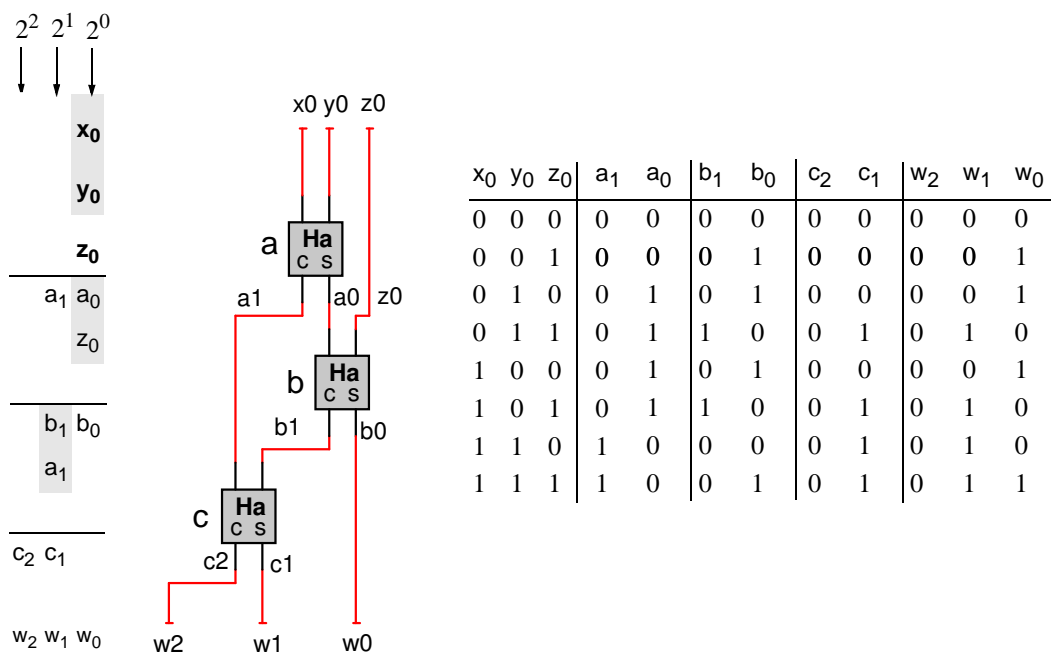 2² 2¹ 2⁰
x₀
y₀
z₀
a₁ a₀
z₀
b₁ b₀
a₁
c₂ c₁
w₂ w₁ w₀
x0 y0 z0
a Ha
C S
a1 a0 z0
b Ha
C S
b1 b0
c Ha
C S
c2 c1
w2 w1 w0
x₀ y₀ z₀ a₁ a₀ b₁ b₀ c₂ c₁ w₂ w₁ w₀
0 0 0 0 0 0 0 0 0 0 0 0
0 0 1 0 0 0 1 0 0 0 0 1
0 1 0 0 1 0 1 0 0 0 0 1
0 1 1 0 1 1 0 0 1 0 1 0
1 0 0 0 1 0 1 0 0 0 0 1
1 0 1 0 1 1 0 0 1 0 1 0
1 1 0 1 0 0 0 0 1 0 1 0
1 1 1 1 0 0 1 0 1 0 1 1